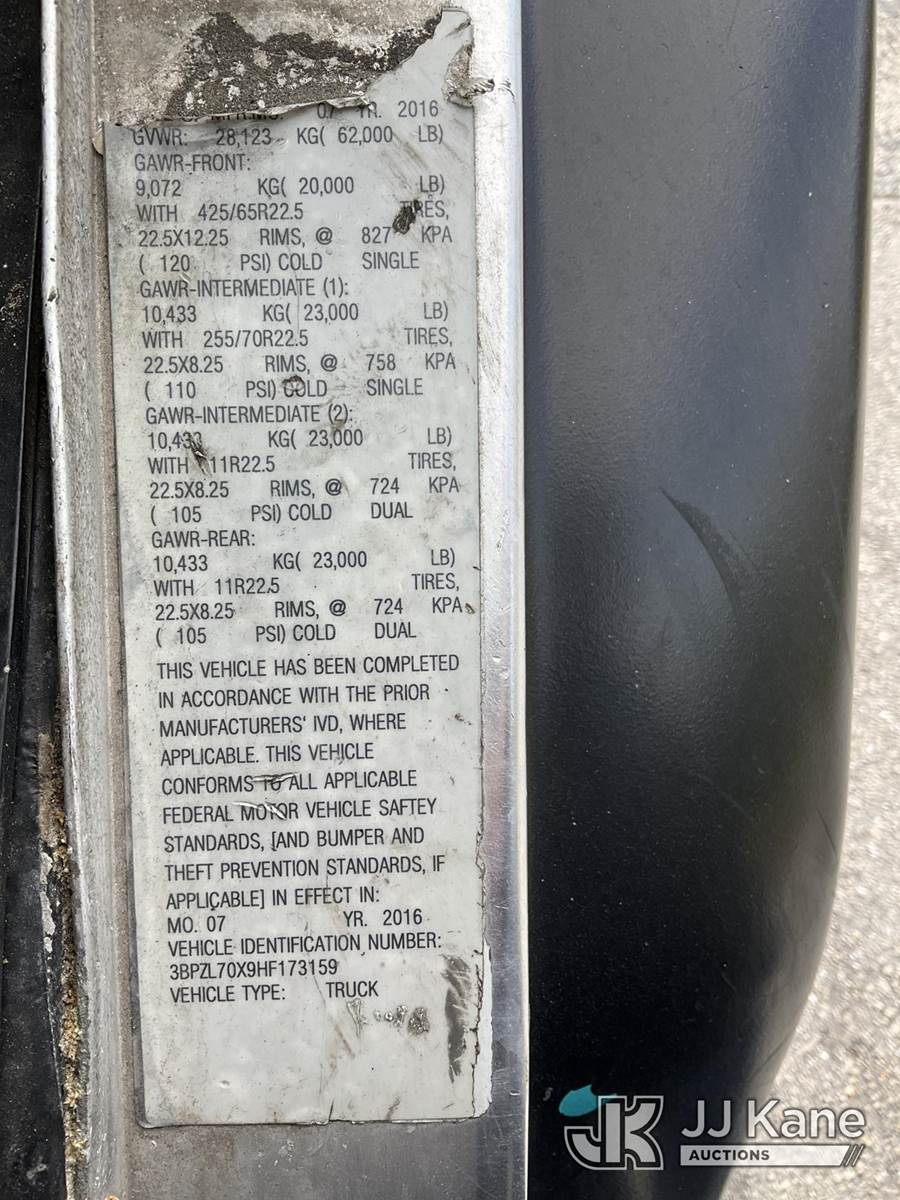 MFR.MO. 07 YR. 2016
GVWR: 28,123 KG( 62,000 LB)
GAWR-FRONT:
9,072 KG( 20,000 LB)
WITH 425/65R22.5 TIRES,
22.5X12.25 RIMS, @ 827 KPA
( 120 PSI) COLD SINGLE
GAWR-INTERMEDIATE (1):
10,433 KG( 23,000 LB)
WITH 255/70R22.5 TIRES,
22.5X8.25 RIMS, @ 758 KPA
( 110 PSI) COLD SINGLE
GAWR-INTERMEDIATE (2):
10,433 KG( 23,000 LB)
WITH 11R22.5 TIRES,
22.5X8.25 RIMS, @ 724 KPA
( 105 PSI) COLD DUAL
GAWR-REAR:
10,433 KG( 23,000 LB)
WITH 11R22.5 TIRES,
22.5X8.25 RIMS, @ 724 KPA
( 105 PSI) COLD DUAL
THIS VEHICLE HAS BEEN COMPLETED
IN ACCORDANCE WITH THE PRIOR
MANUFACTURERS' IVD, WHERE
APPLICABLE. THIS VEHICLE
CONFORMS TO ALL APPLICABLE
FEDERAL MOTOR VEHICLE SAFTEY
STANDARDS, [AND BUMPER AND
THEFT PREVENTION STANDARDS, IF
APPLICABLE] IN EFFECT IN:
MO. 07 YR. 2016
VEHICLE IDENTIFICATION NUMBER:
3BPZL70X9HF173159
VEHICLE TYPE: TRUCK
JK JJ Kane
AUCTIONS